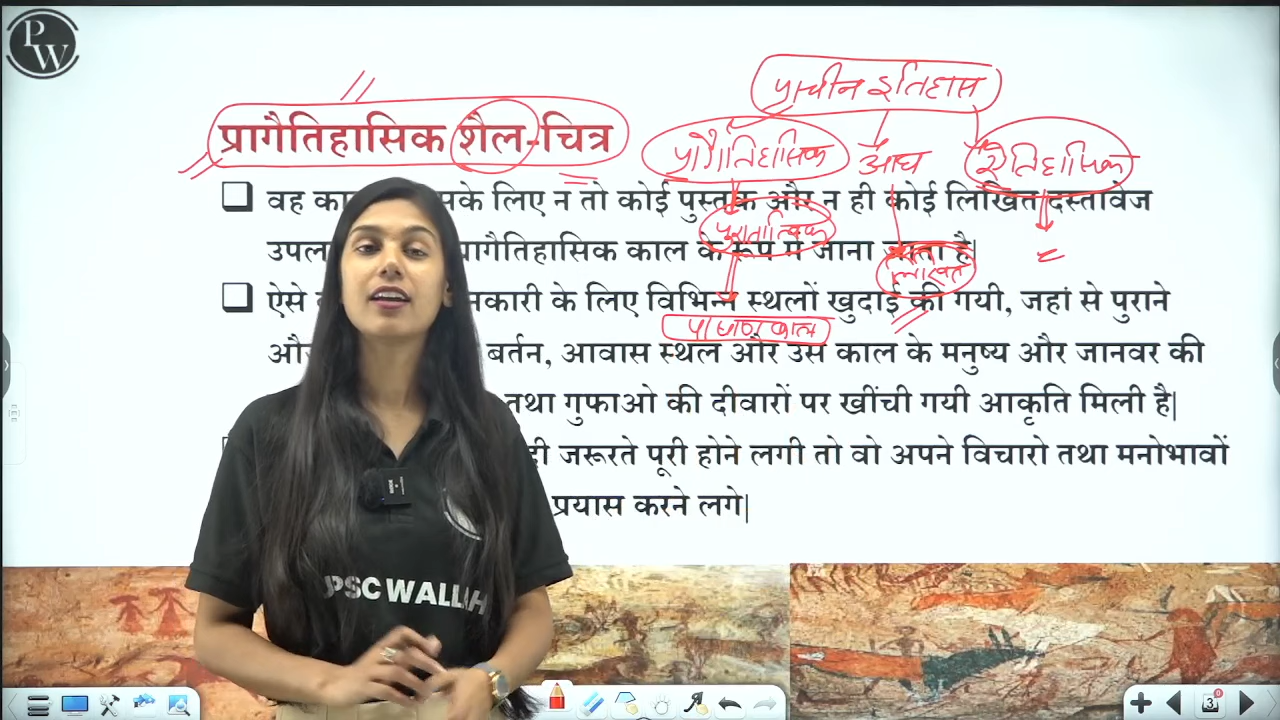 PW
प्राचीन इतिहास
प्रागैतिहासिक शैल-चित्र
प्रागैतिहासिक आद्य ऐतिहासिक
वह का लिए न तो कोई पुस्तक और न ही कोई लिखित दस्तावेज
पुरातात्विक
उपल प्रागैतिहासिक काल के रूप में जाना जाता है|
लिखित
ऐसे के लिए विभिन्न स्थलों खुदाई की गयी, जहां से पुराने
पाषाण काल
बर्तन, आवास स्थल और उस काल के मनुष्य और जानवर की
तथा गुफाओ की दीवारों पर खींची गयी आकृति मिली है|
जरूरते पूरी होने लगी तो वो अपने विचारो तथा मनोभावों
प्रयास करने लगे|
PSC WALLAH
3